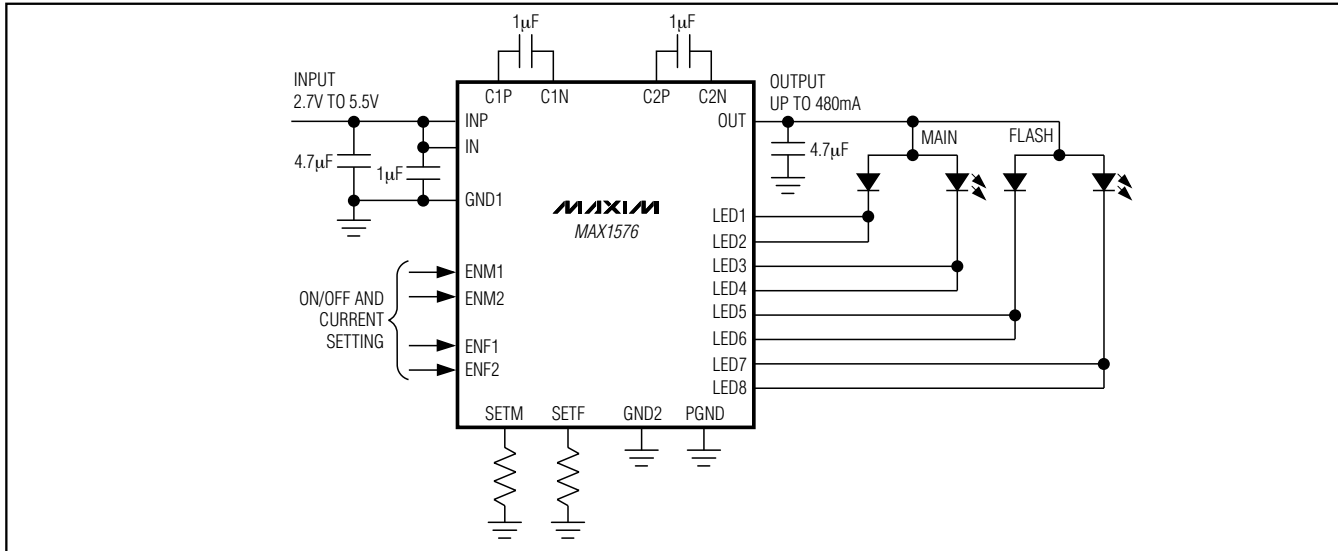 1μF
1μF
INPUT
2.7V TO 5.5V
C1P
C1N
C2P
C2N
OUTPUT
UP TO 480mA
INP
OUT
MAIN
FLASH
IN
4.7μF
1μF
4.7μF
GND1
MAXIM
MAX1576
LED1
LED2
LED3
LED4
LED5
LED6
LED7
LED8
ON/OFF AND
CURRENT
SETTING
ENM1
ENM2
ENF1
ENF2
SETM
SETF
GND2
PGND